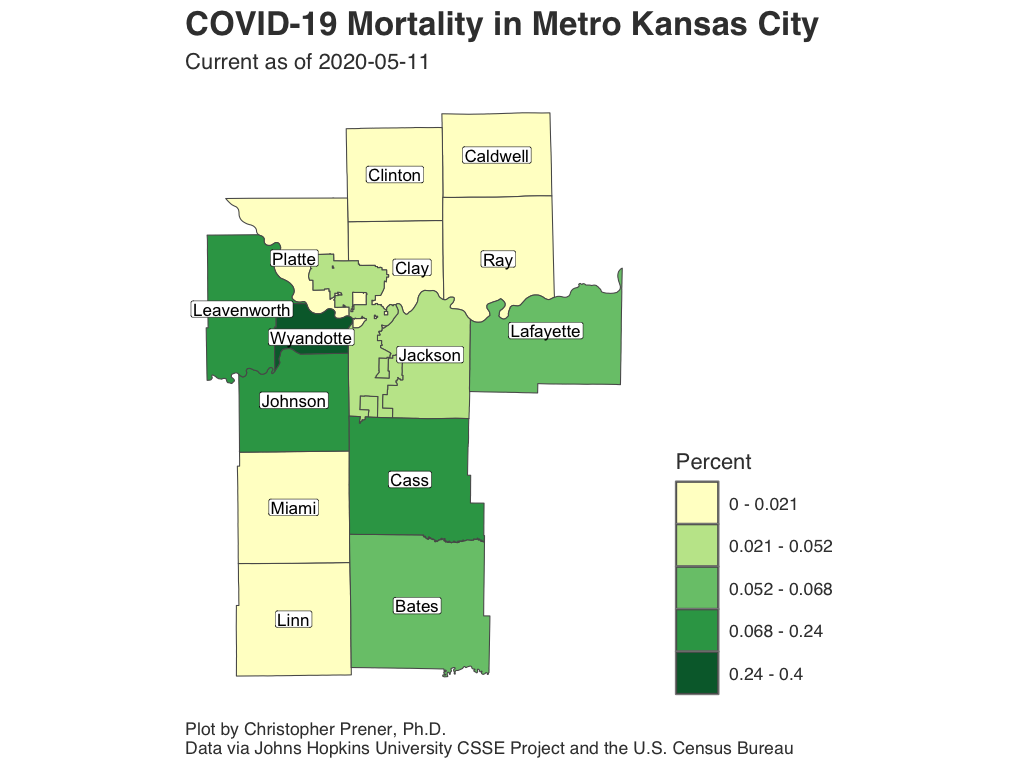 COVID-19 Mortality in Metro Kansas City
Current as of 2020-05-11
Caldwell
Clinton
Platte
Clay
Ray
Leavenworth
Wyandotte
Lafayette
Jackson
Johnson
Cass
Miami
Bates
Linn
Percent
0 - 0.021
0.021 - 0.052
0.052 - 0.068
0.068 - 0.24
0.24 - 0.4
Plot by Christopher Prener, Ph.D.
Data via Johns Hopkins University CSSE Project and the U.S. Census Bureau